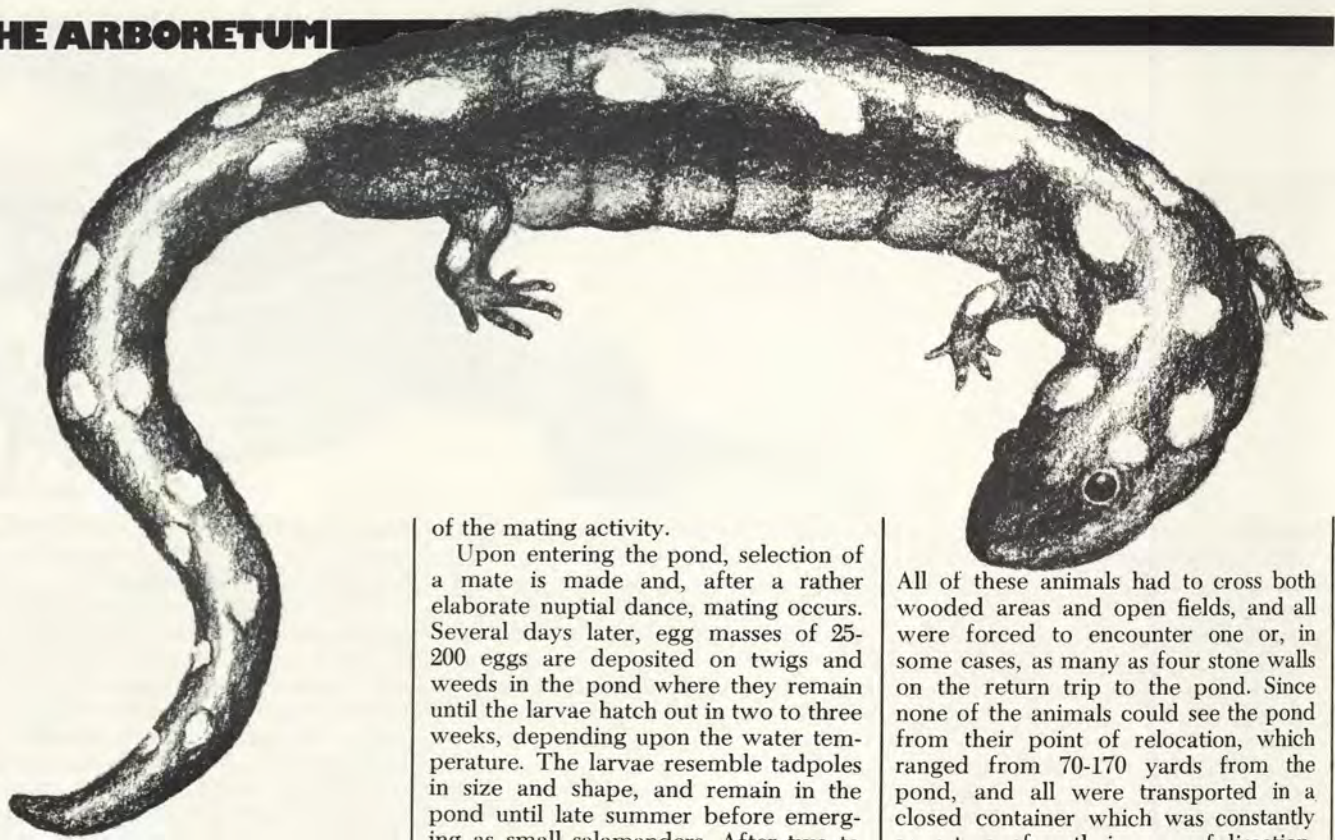 HE ARBORETUM
of the mating activity.
Upon entering the pond, selection of
a mate is made and, after a rather
elaborate nuptial dance, mating occurs.
Several days later, egg masses of 25-
200 eggs are deposited on twigs and
weeds in the pond where they remain
until the larvae hatch out in two to three
weeks, depending upon the water tem-
perature. The larvae resemble tadpoles
in size and shape, and remain in the
pond until late summer before emerg-
ing as small salamanders. After two to
All of these animals had to cross both
wooded areas and open fields, and all
were forced to encounter one or, in
some cases, as many as four stone walls
on the return trip to the pond. Since
none of the animals could see the pond
from their point of relocation, which
ranged from 70-170 yards from the
pond, and all were transported in a
closed container which was constantly